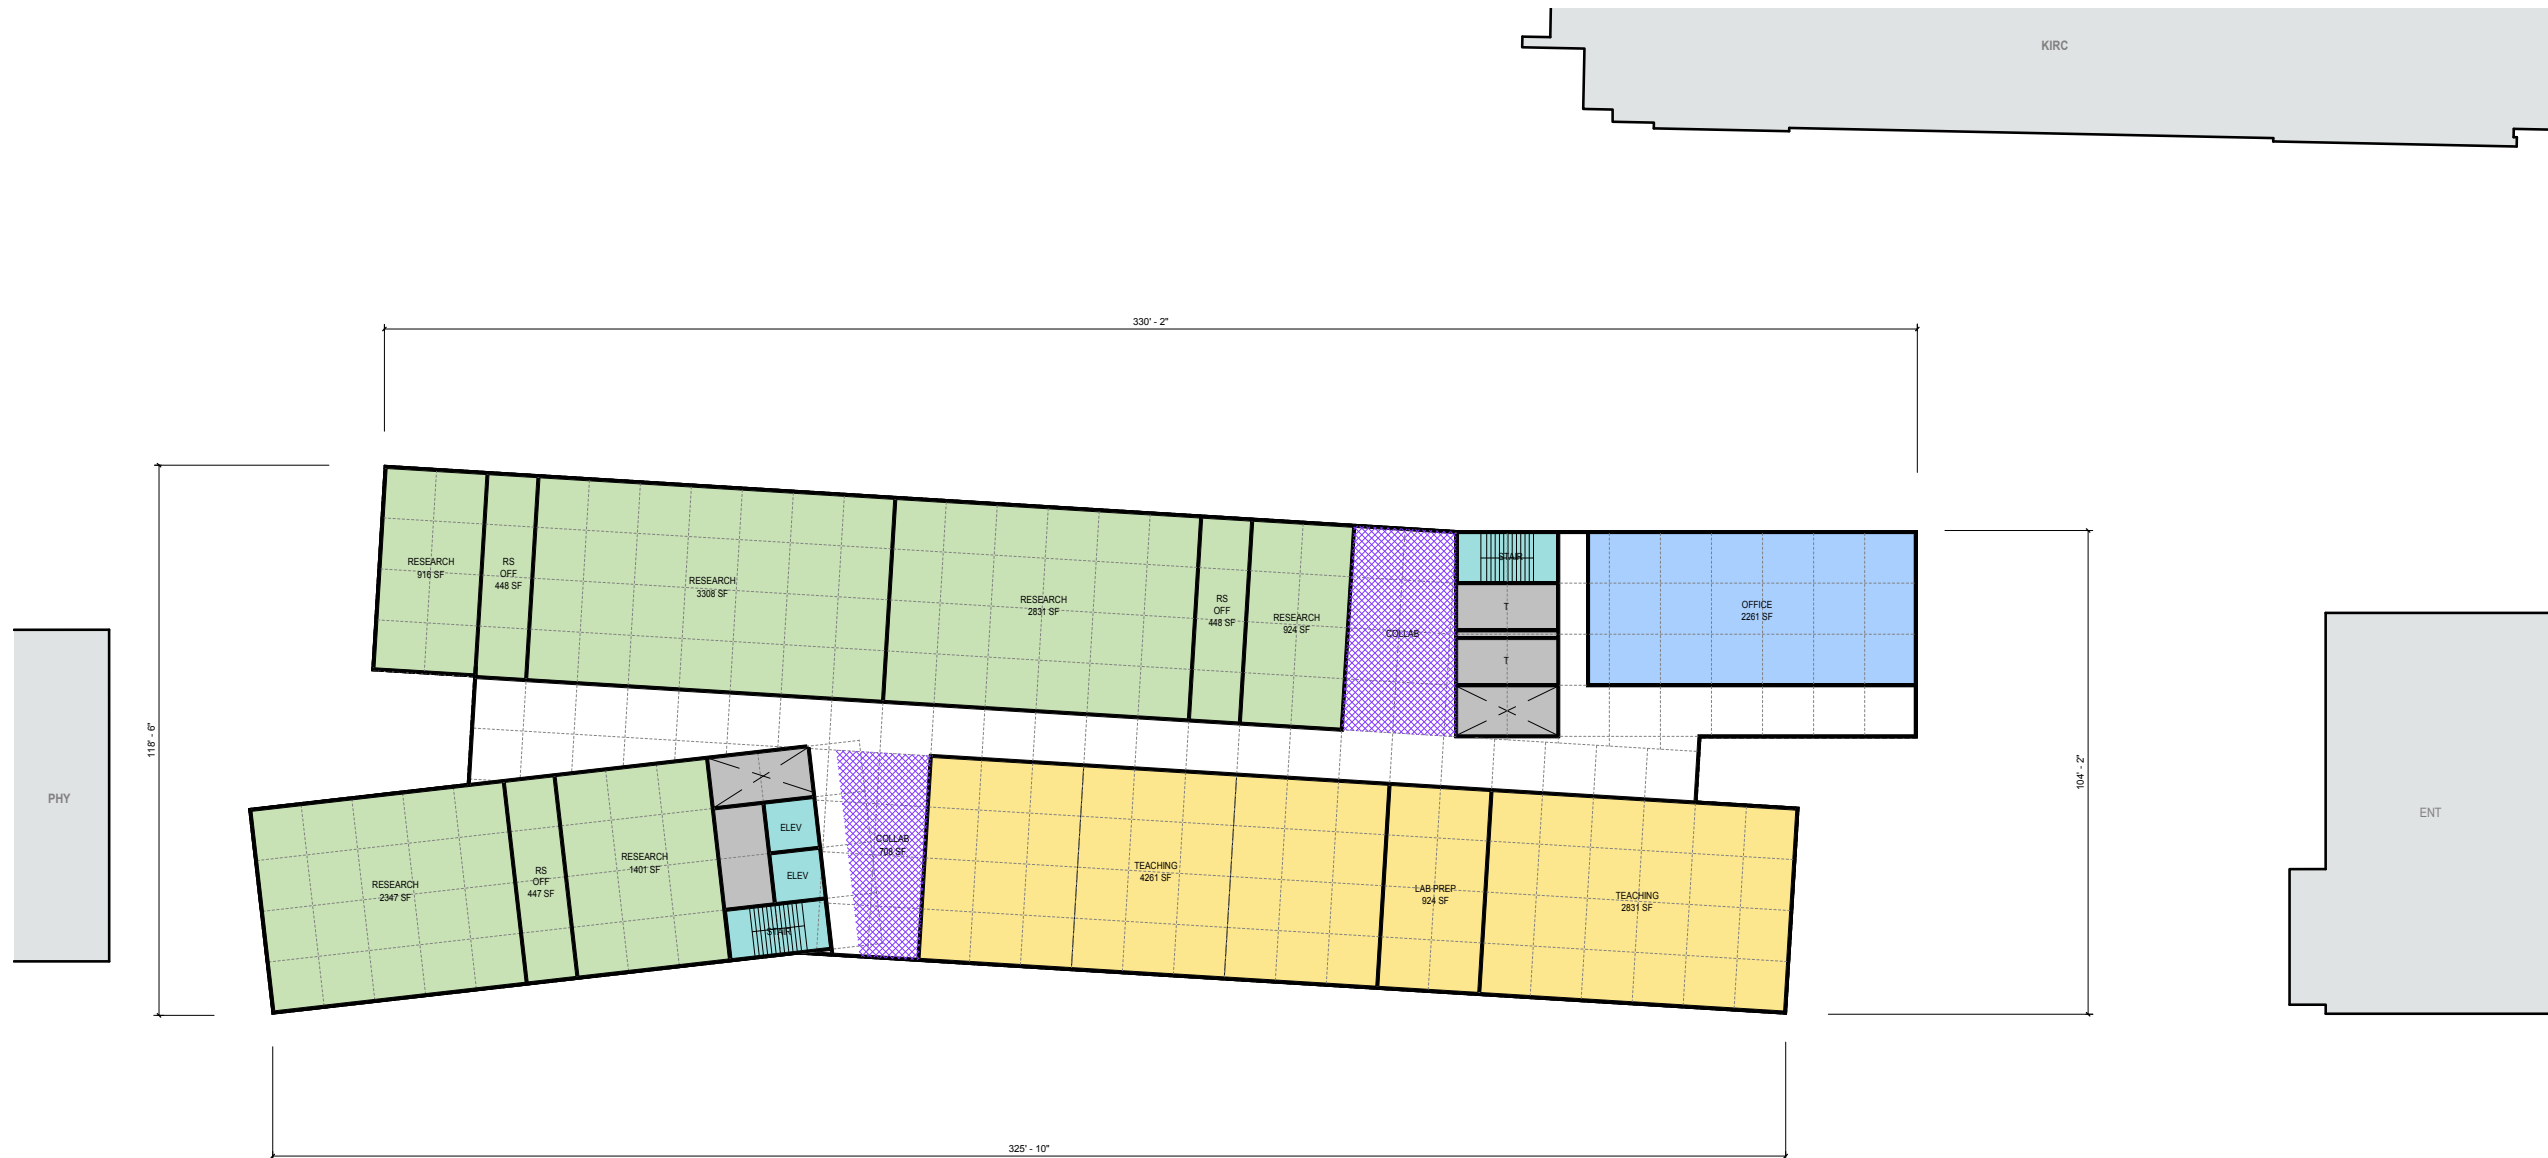 KIRC
330' - 2"
RESEARCH
916 SF
RS
OFF
448 SF
RESEARCH
3308 SF
RESEARCH
2831 SF
RS
OFF
448 SF
RESEARCH
924 SF
COLLAB
STAIR
T
T
OFFICE
2261 SF
118' - 6"
PHY
104' - 2"
ENT
RESEARCH
2347 SF
RS
OFF
447 SF
RESEARCH
1401 SF
ELEV
ELEV
STAIR
COLLAB
708 SF
TEACHING
4261 SF
LAB PREP
924 SF
TEACHING
2831 SF
325' - 10"